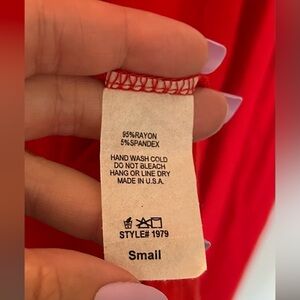 95%RAYON
5%SPANDEX
HAND WASH COLD
DO NOT BLEACH
HANG OR LINE DRY
MADE IN U.S.A.
STYLE# 1979
Small